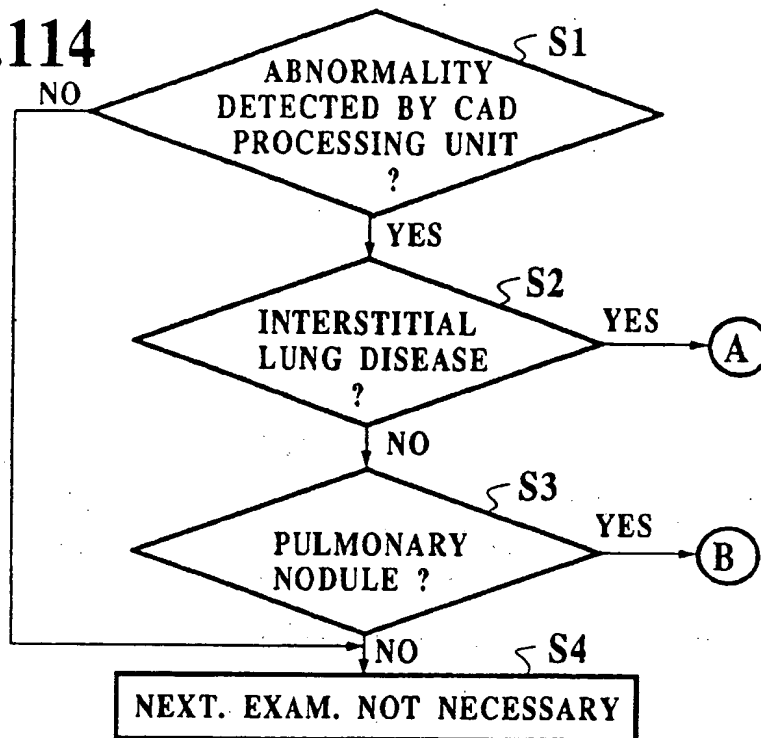 .114
S1
ABNORMALITY
DETECTED BY CAD
PROCESSING UNIT
?
NO
YES
S2
INTERSTITIAL
LUNG DISEASE
?
YES
A
NO
S3
PULMONARY
NODULE ?
YES
B
NO
S4
NEXT. EXAM. NOT NECESSARY